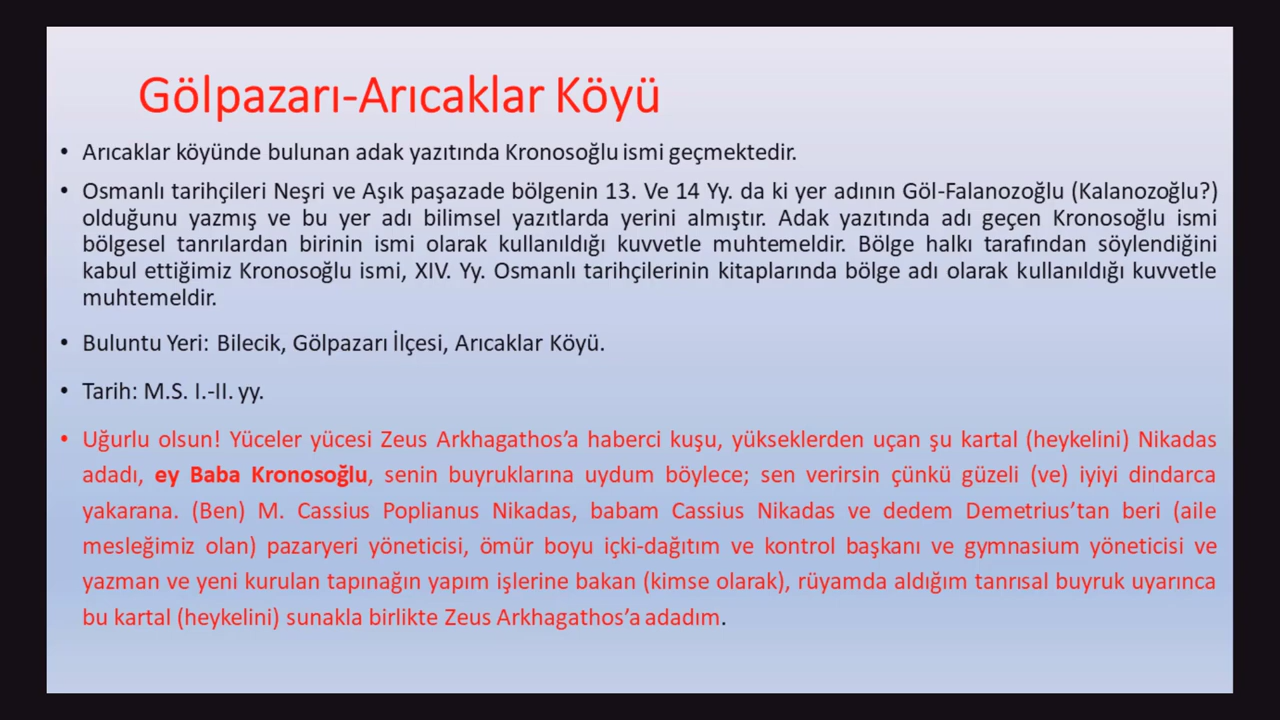 Gölpazarı-Arıcaklar Köyü
• Arıcaklar köyünde bulunan adak yazıtında Kronosoğlu ismi geçmektedir.
• Osmanlı tarihçileri Neşri ve Aşık paşazade bölgenin 13. Ve 14 Yy. da ki yer adının Göl-Falanozoğlu (Kalanozoğlu?)
olduğunu yazmış ve bu yer adı bilimsel yazıtlarda yerini almıştır. Adak yazıtında adı geçen Kronosoğlu ismi
bölgesel tanrılardan birinin ismi olarak kullanıldığı kuvvetle muhtemeldir. Bölge halkı tarafından söylendiğini
kabul ettiğimiz Kronosoğlu ismi, XIV. Yy. Osmanlı tarihçilerinin kitaplarında bölge adı olarak kullanıldığı kuvvetle
muhtemeldir.
• Buluntu Yeri: Bilecik, Gölpazarı İlçesi, Arıcaklar Köyü.
• Tarih: M.S. I.-II. yy.
• Uğurlu olsun! Yüceler yücesi Zeus Arkhagathos’a haberci kuşu, yükseklerden uçan şu kartal (heykelini) Nikadas
adadı, ey Baba Kronosoğlu, senin buyruklarına uydum böylece; sen verirsin çünkü güzeli (ve) iyiyi dindarca
yakarana. (Ben) M. Cassius Poplianus Nikadas, babam Cassius Nikadas ve dedem Demetrius’tan beri (aile
mesleğimiz olan) pazaryeri yöneticisi, ömür boyu içki-dağıtım ve kontrol başkanı ve gymnasium yöneticisi ve
yazman ve yeni kurulan tapınağın yapım işlerine bakan (kimse olarak), rüyamda aldığım tanrısal buyruk uyarınca
bu kartal (heykelini) sunakla birlikte Zeus Arkhagathos’a adadım.